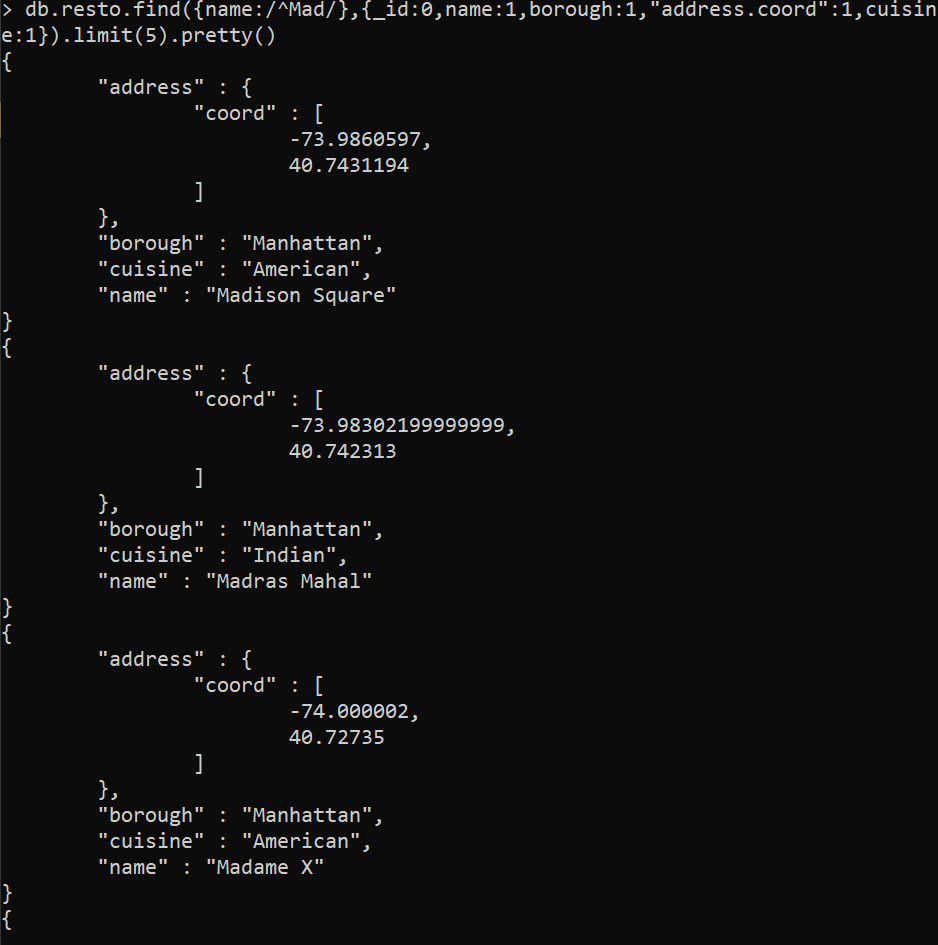 > db.resto.find({name:/^Mad/},{_id:0,name:1,borough:1,"address.coord":1,cuisin
e:1}).limit(5).pretty()
{
        "address" : {
                "coord" : [
                        -73.9860597,
                        40.7431194
                ]
        },
        "borough" : "Manhattan",
        "cuisine" : "American",
        "name" : "Madison Square"
}
{
        "address" : {
                "coord" : [
                        -73.98302199999999,
                        40.742313
                ]
        },
        "borough" : "Manhattan",
        "cuisine" : "Indian",
        "name" : "Madras Mahal"
}
{
        "address" : {
                "coord" : [
                        -74.000002,
                        40.72735
                ]
        },
        "borough" : "Manhattan",
        "cuisine" : "American",
        "name" : "Madame X"
}
{